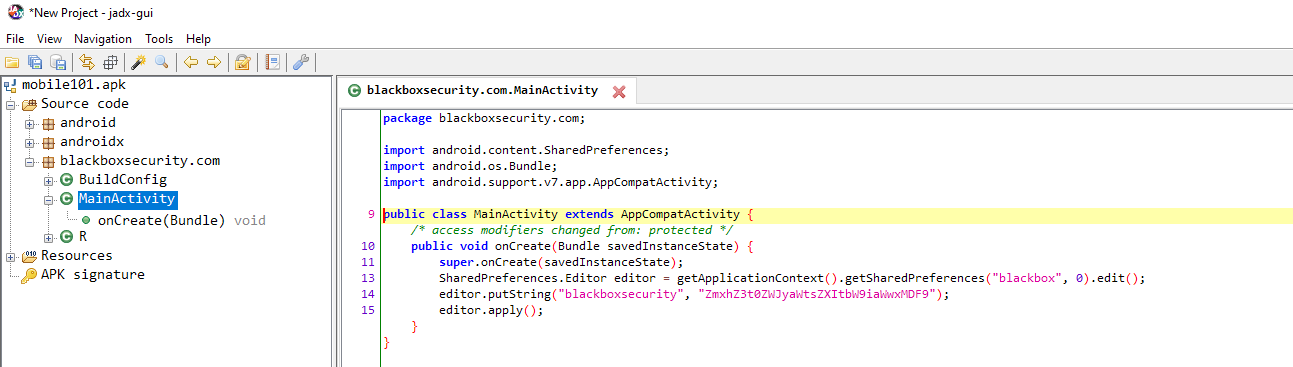 *New Project - jadx-gui
File View Navigation Tools Help
mobile101.apk
Source code
android
androidx
blackboxsecurity.com
BuildConfig
MainActivity
onCreate(Bundle) void
R
Resources
APK signature
blackboxsecurity.com.MainActivity
package blackboxsecurity.com;
import android.content.SharedPreferences;
import android.os.Bundle;
import android.support.v7.app.AppCompatActivity;
9 public class MainActivity extends AppCompatActivity {
/* access modifiers changed from: protected */
10 public void onCreate(Bundle savedInstanceState) {
11 super.onCreate(savedInstanceState);
13 SharedPreferences.Editor editor = getApplicationContext().getSharedPreferences("blackbox", 0).edit();
14 editor.putString("blackboxsecurity", "ZmxhZ3t0ZWJyaWtsZXItbW9iaWwxMDF9");
15 editor.apply();
}
}